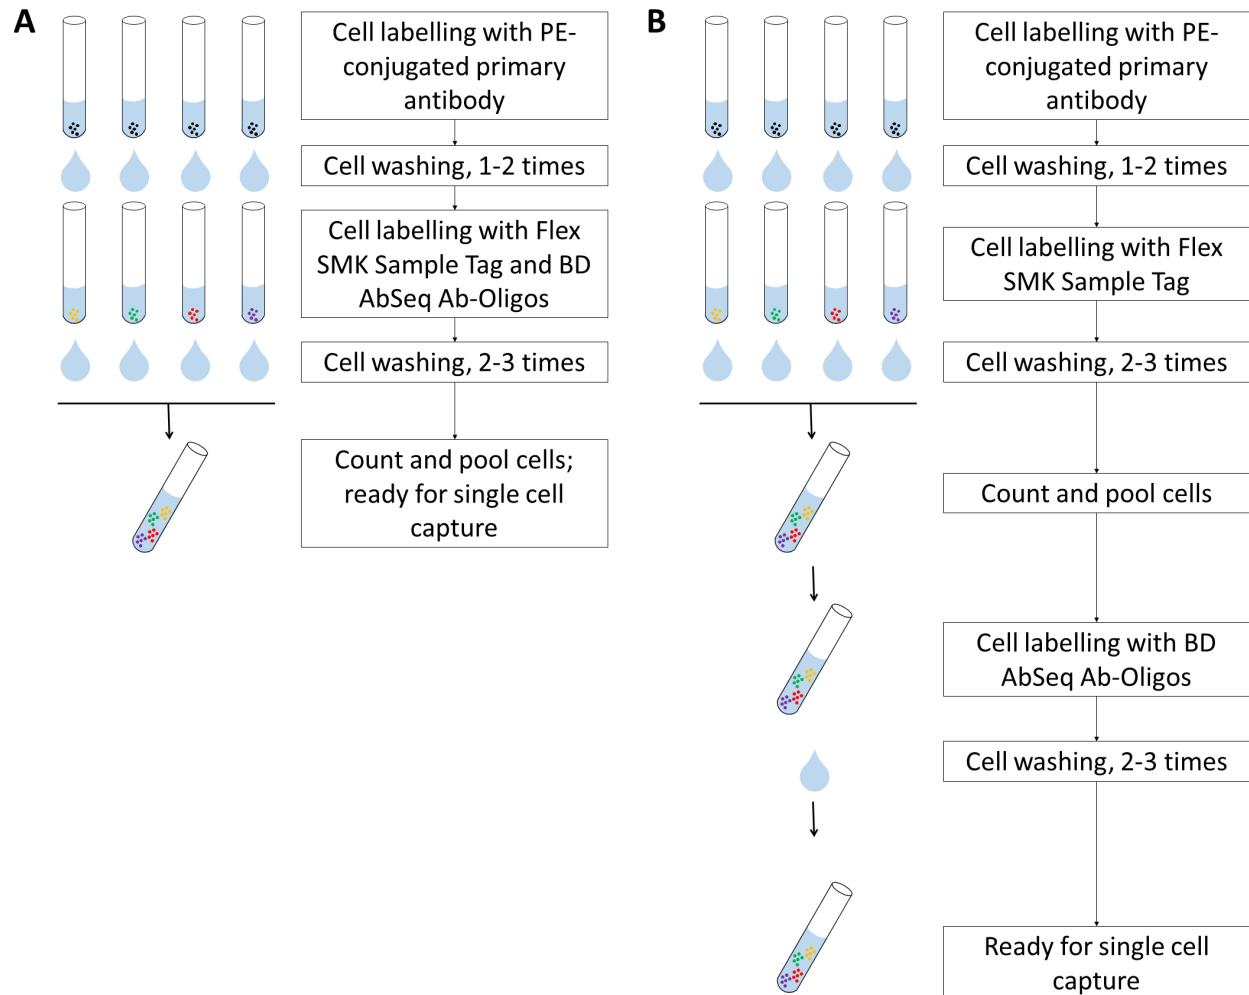 A
Cell labelling with PE-
conjugated primary
antibody
Cell washing, 1-2 times
Cell labelling with Flex
SMK Sample Tag and BD
AbSeq Ab-Oligos
Cell washing, 2-3 times
Count and pool cells;
ready for single cell
capture
B
Cell labelling with PE-
conjugated primary
antibody
Cell washing, 1-2 times
Cell labelling with Flex
SMK Sample Tag
Cell washing, 2-3 times
Count and pool cells
Cell labelling with BD
AbSeq Ab-Oligos
Cell washing, 2-3 times
Ready for single cell
capture